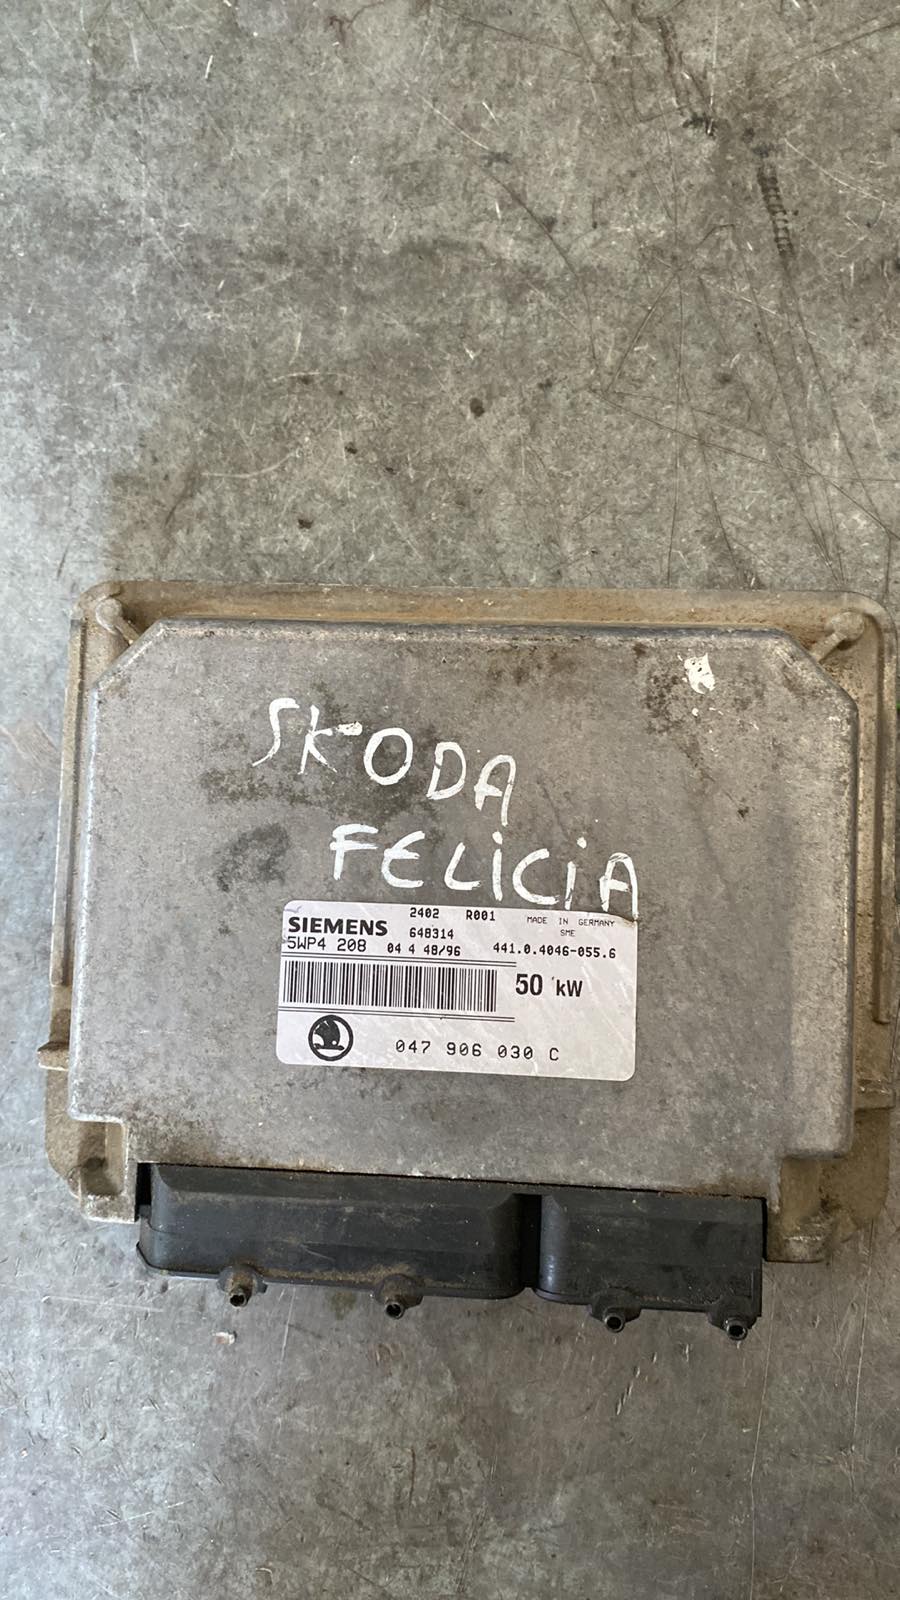 SKODA
FELICIA
2402 R001 MADE IN GERMANY
SIEMENS 648314 SME
5WP4 208 04 4 48/96 441.0.4046-055.6
50 kW
047 906 030 C